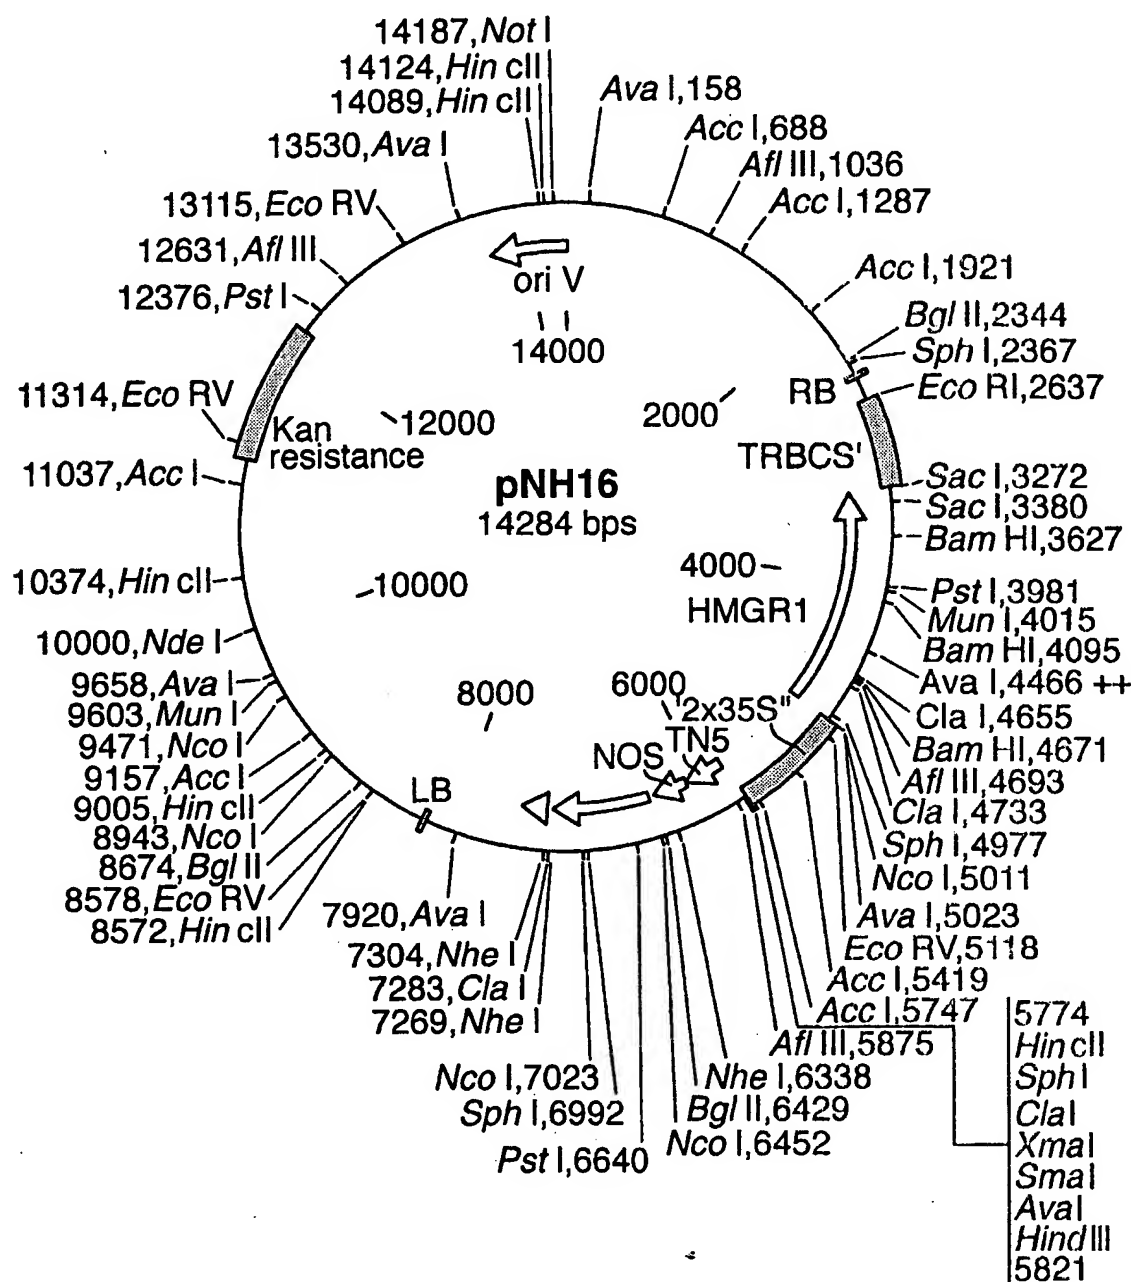 14187,Not I
14124,Hin cII
14089,Hin cII
13530,Ava I
13115,Eco RV
12631,Afl III
12376,Pst I
11314,Eco RV
11037,Acc I
10374,Hin cII
10000,Nde I
9658,Ava I
9603,Mun I
9471,Nco I
9157,Acc I
9005,Hin cII
8943,Nco I
8674,Bgl II
8578,Eco RV
8572,Hin cII
7920,Ava I
7304,Nhe I
7283,Cla I
7269,Nhe I
Nco I,7023
Sph I,6992
Pst I,6640
Ava I,158
Acc I,688
Afl III,1036
Acc I,1287
Acc I,1921
Bgl II,2344
Sph I,2367
Eco RI,2637
Sac I,3272
Sac I,3380
Bam HI,3627
Pst I,3981
Mun I,4015
Bam HI,4095
Ava I,4466 ++
Cla I,4655
Bam HI,4671
Afl III,4693
Cla I,4733
Sph I,4977
Nco I,5011
Ava I,5023
Eco RV,5118
Acc I,5419
Acc I,5747
Afl III,5875
Nhe I,6338
Bgl II,6429
Nco I,6452
5774
Hin cII
Sph I
Cla I
Xma I
Sma I
Ava I
Hind III
5821
ori V
14000
2000
RB
TRBCS'
12000
Kan
resistance
pNH16
14284 bps
4000
HMGR1
10000
8000
6000
"2x35S"
TN5
NOS
LB